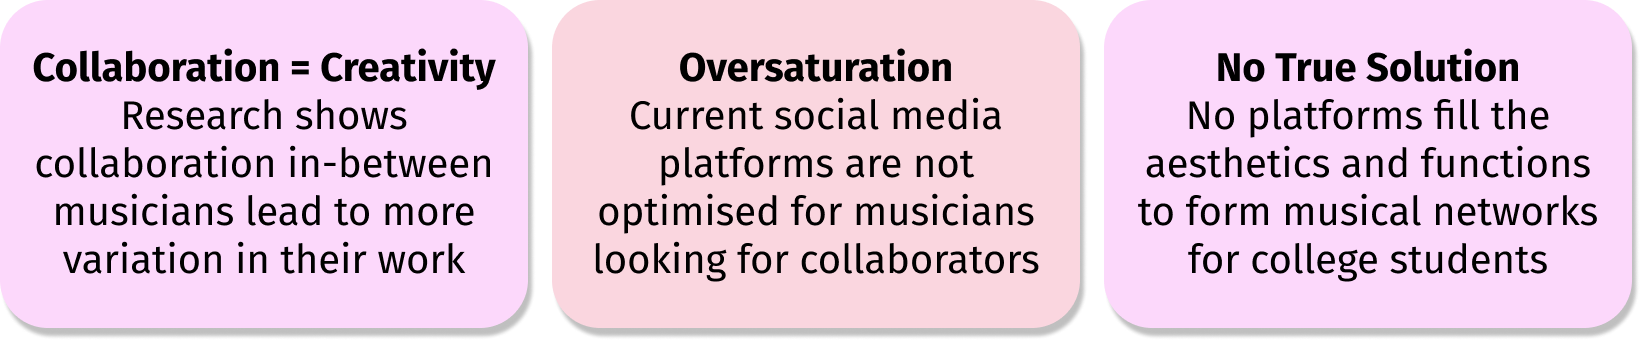 Collaboration = Creativity
Research shows
collaboration in-between
musicians lead to more
variation in their work
Oversaturation
Current social media
platforms are not
optimised for musicians
looking for collaborators
No True Solution
No platforms fill the
aesthetics and functions
to form musical networks
for college students